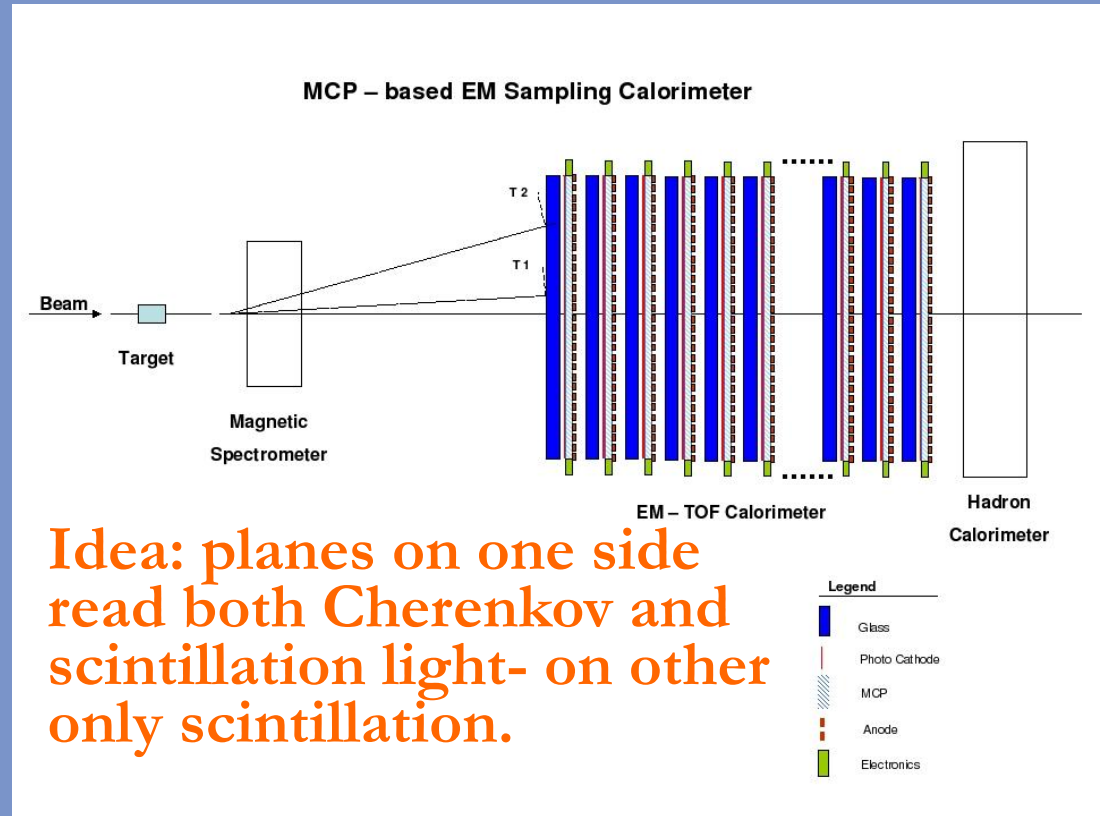 MCP – based EM Sampling Calorimeter
T 2
T 1
Beam
Target
Magnetic
Spectrometer
EM – TOF Calorimeter
Hadron
Calorimeter
Idea: planes on one side
read both Cherenkov and
scintillation light- on other
only scintillation.
Legend
Glass
Photo Cathode
MCP
Anode
Electronics